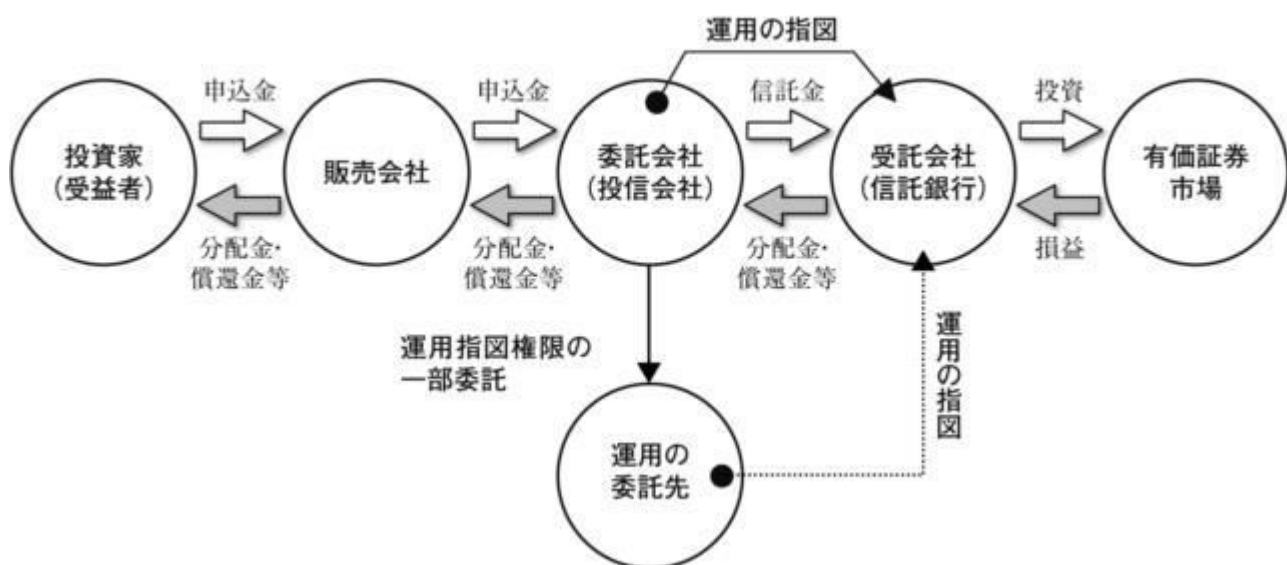 運用の指図
申込金
申込金
信託金
投資
投資家
（受益者）
販売会社
委託会社
（投信会社）
受託会社
（信託銀行）
有価証券
市場
分配金・
償還金等
分配金・
償還金等
分配金・
償還金等
損益
運用指図権限の
一部委託
運用の指図
運用の
委託先